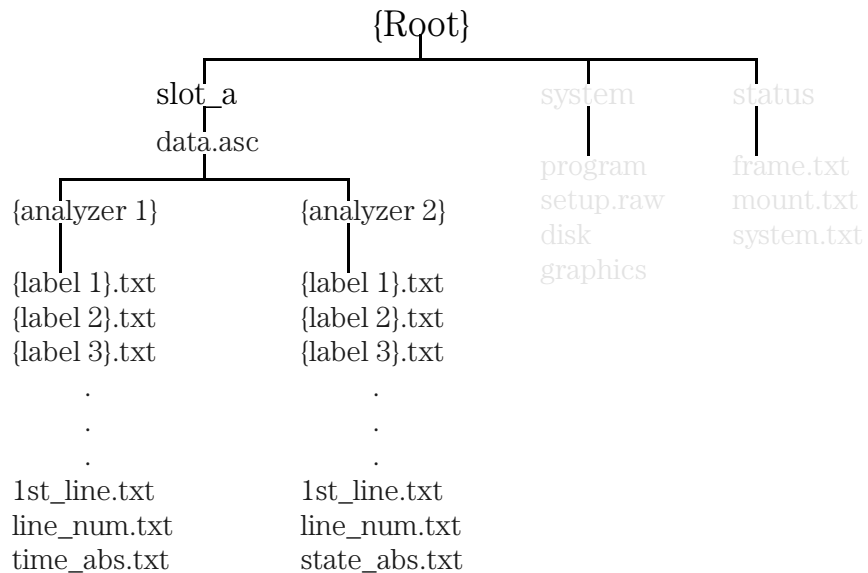 {Root}
slot_a
system
status
data.asc
program
frame.txt
setup.raw
mount.txt
disk
system.txt
graphics
{analyzer 1}
{analyzer 2}
{label 1}.txt
{label 1}.txt
{label 2}.txt
{label 2}.txt
{label 3}.txt
{label 3}.txt
. .
. .
. .
1st_line.txt
1st_line.txt
line_num.txt
line_num.txt
time_abs.txt
state_abs.txt